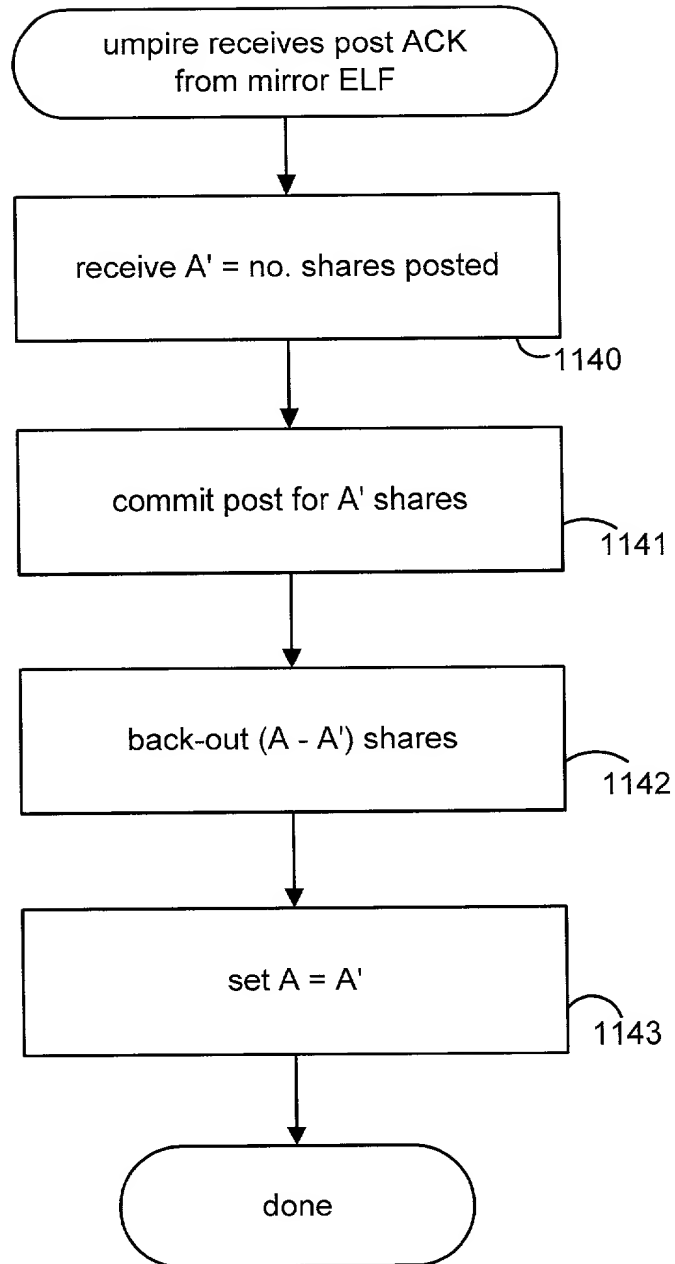 umpire receives post ACK
from mirror ELF
receive A' = no. shares posted
1140
commit post for A' shares
1141
back-out (A - A') shares
1142
set A = A'
1143
done